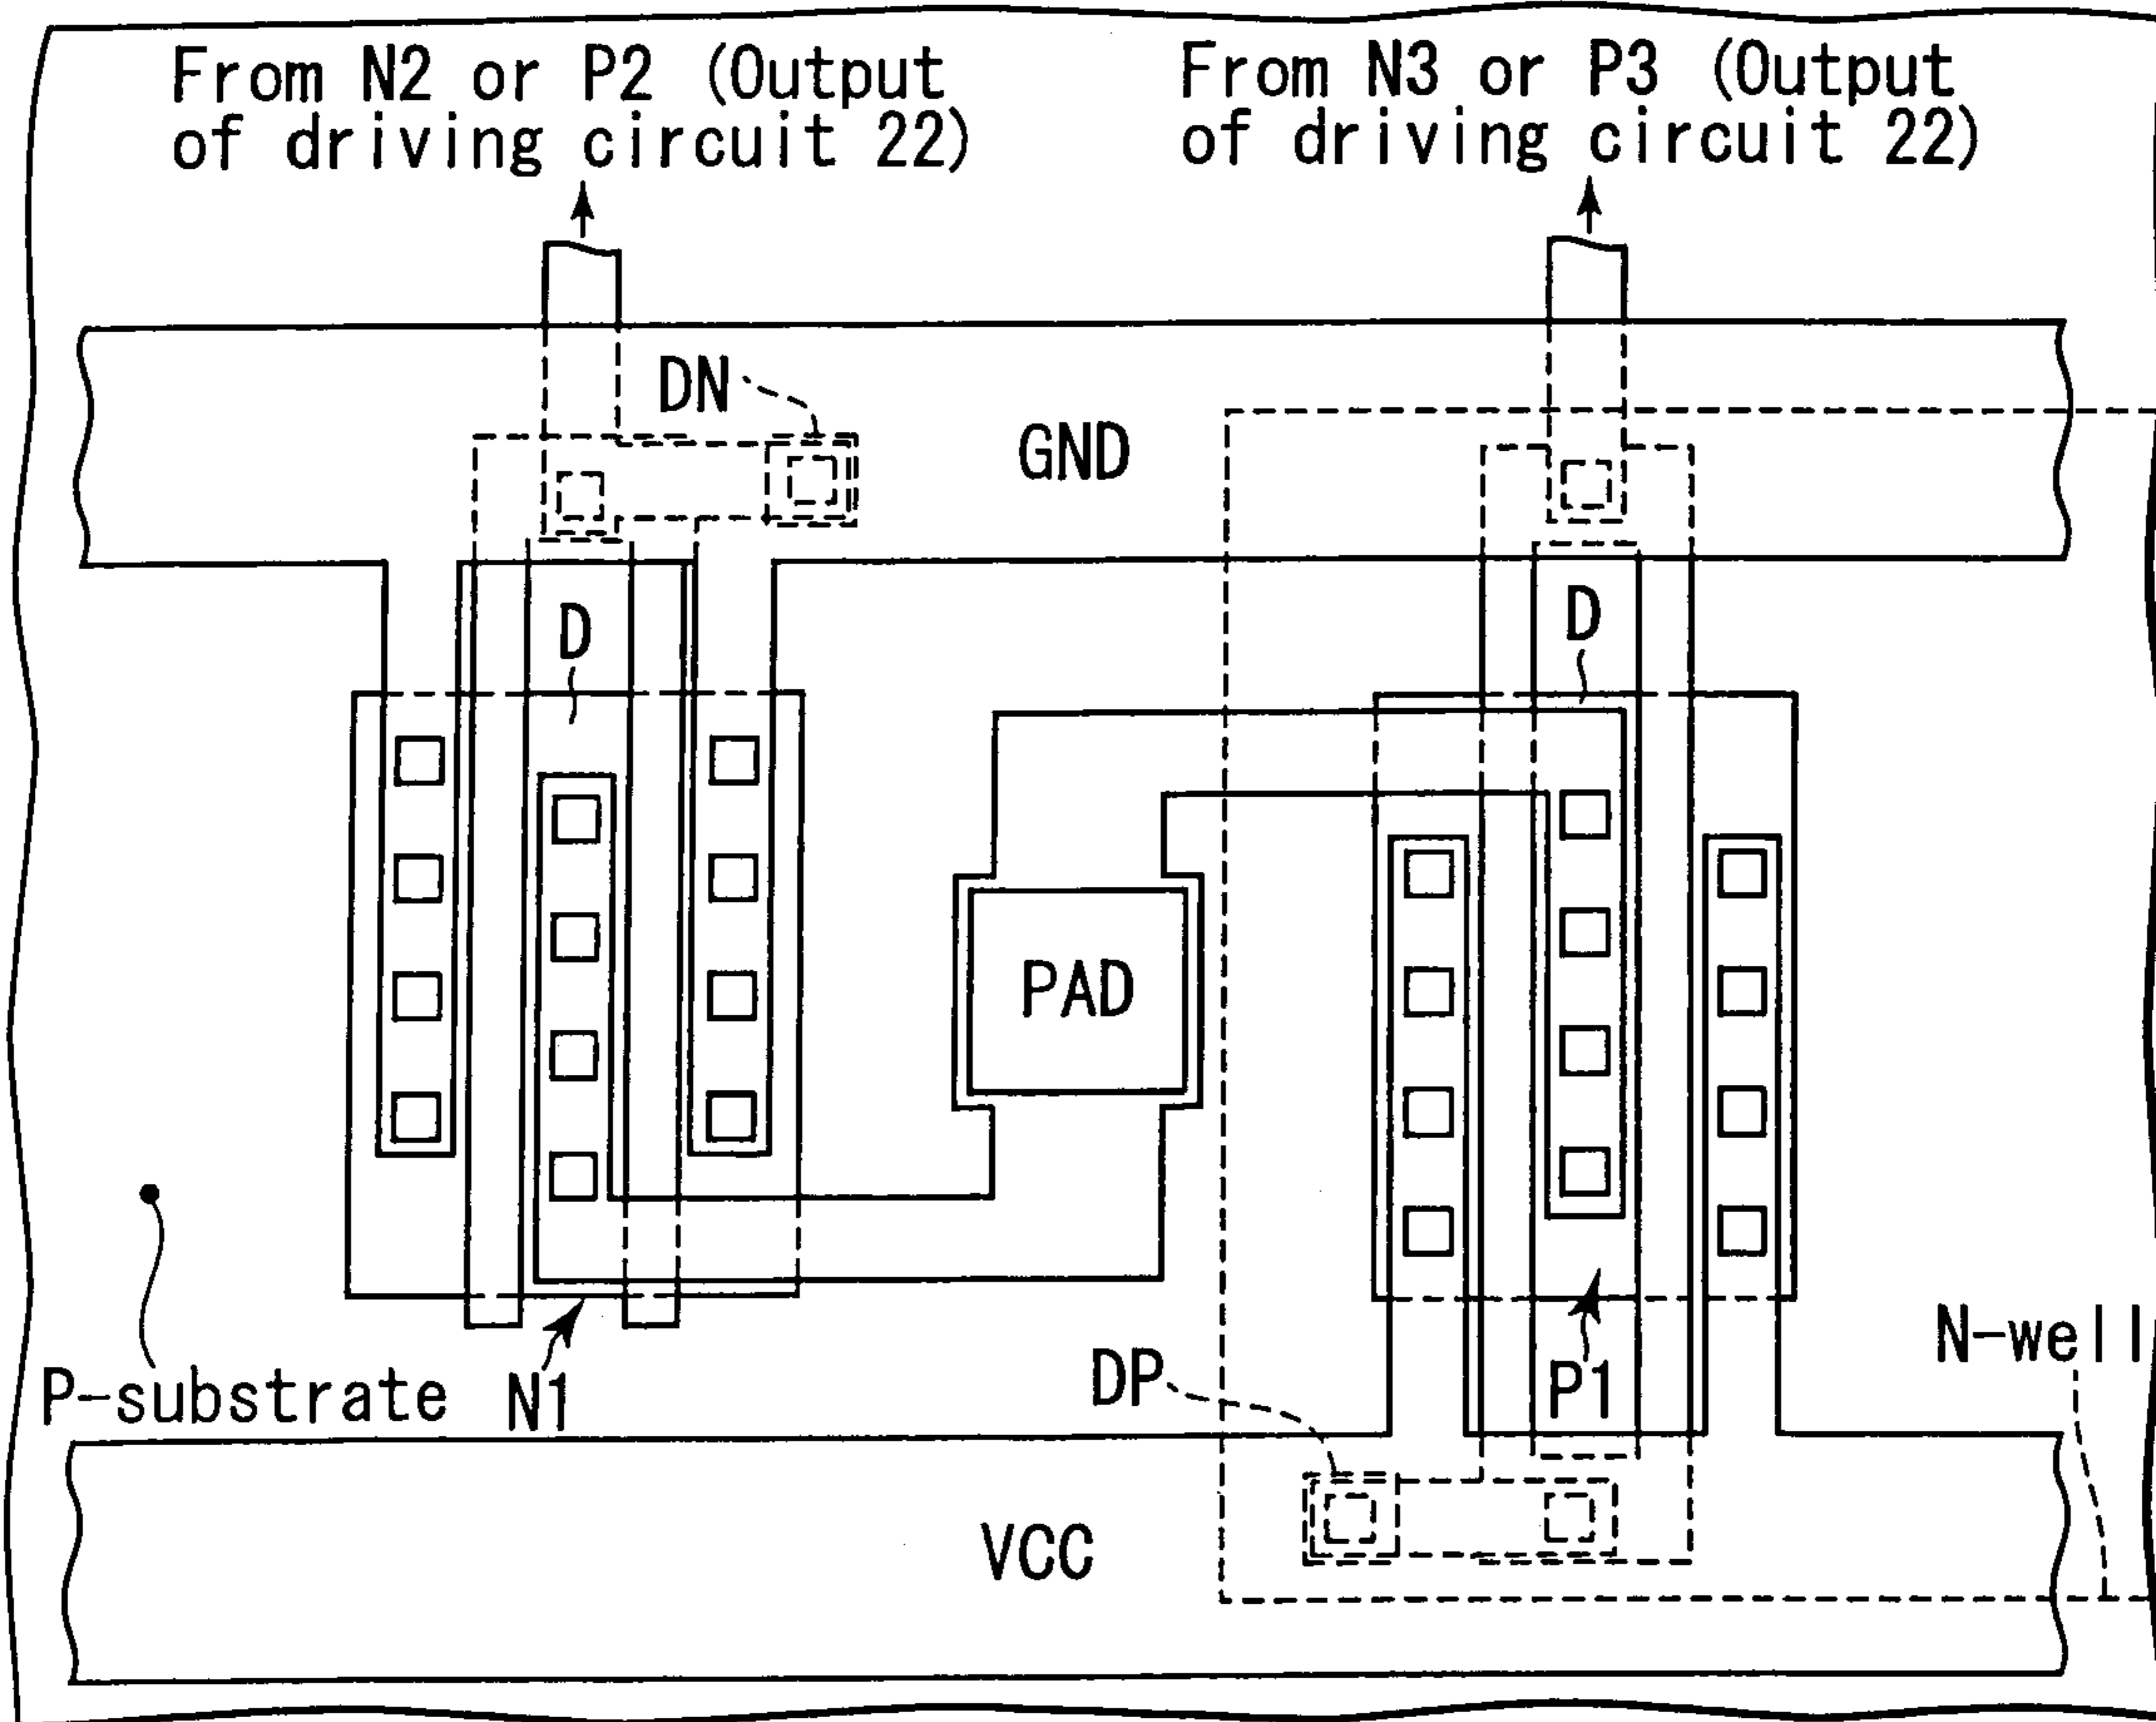 From N2 or P2 (Output
of driving circuit 22)
From N3 or P3 (Output
of driving circuit 22)
DN
GND
D
D
PAD
P-substrate
N1
DP
P1
N-well
VCC